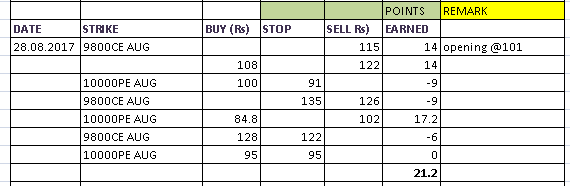 POINTS REMARK
DATE STRIKE BUY (Rs) STOP SELL Rs) EARNED
28.08.2017 9800CE AUG 115 14 opening @101
108 122 14
10000PE AUG 100 91 -9
9800CE AUG 135 126 -9
10000PE AUG 84.8 102 17.2
9800CE AUG 128 122 -6
10000PE AUG 95 95 0
21.2